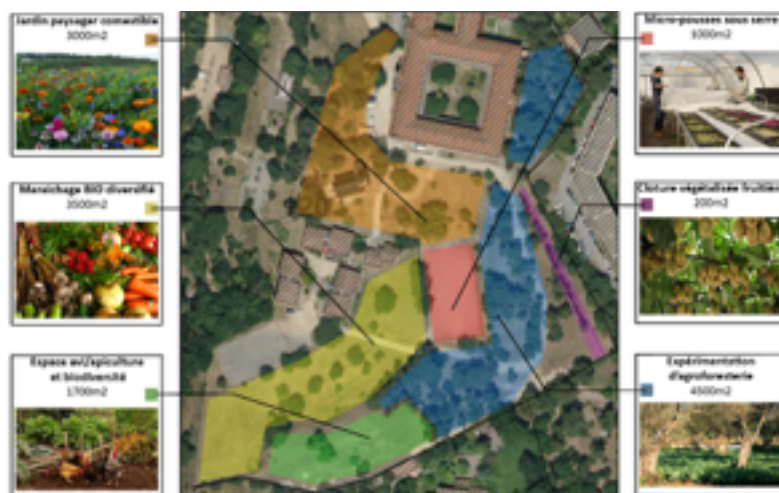 Jardin paysager comestible
3000m2
Maraichage BIO diversifié
3500m2
Espace avi/apiculture
et biodiversité
1700m2
Micro-pousses sous serre
1000m2
Cloture végétalisée fruitière
200m2
Expérimentation
d'agroforesterie
4500m2